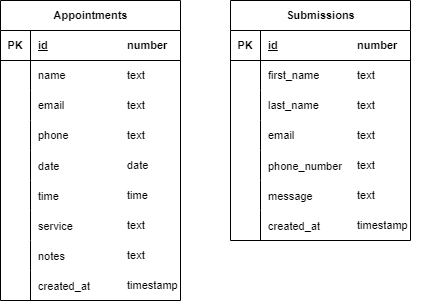 Appointments
PK id number
name text
email text
phone text
date date
time time
service text
notes text
created_at timestamp
Submissions
PK id number
first_name text
last_name text
email text
phone_number text
message text
created_at timestamp